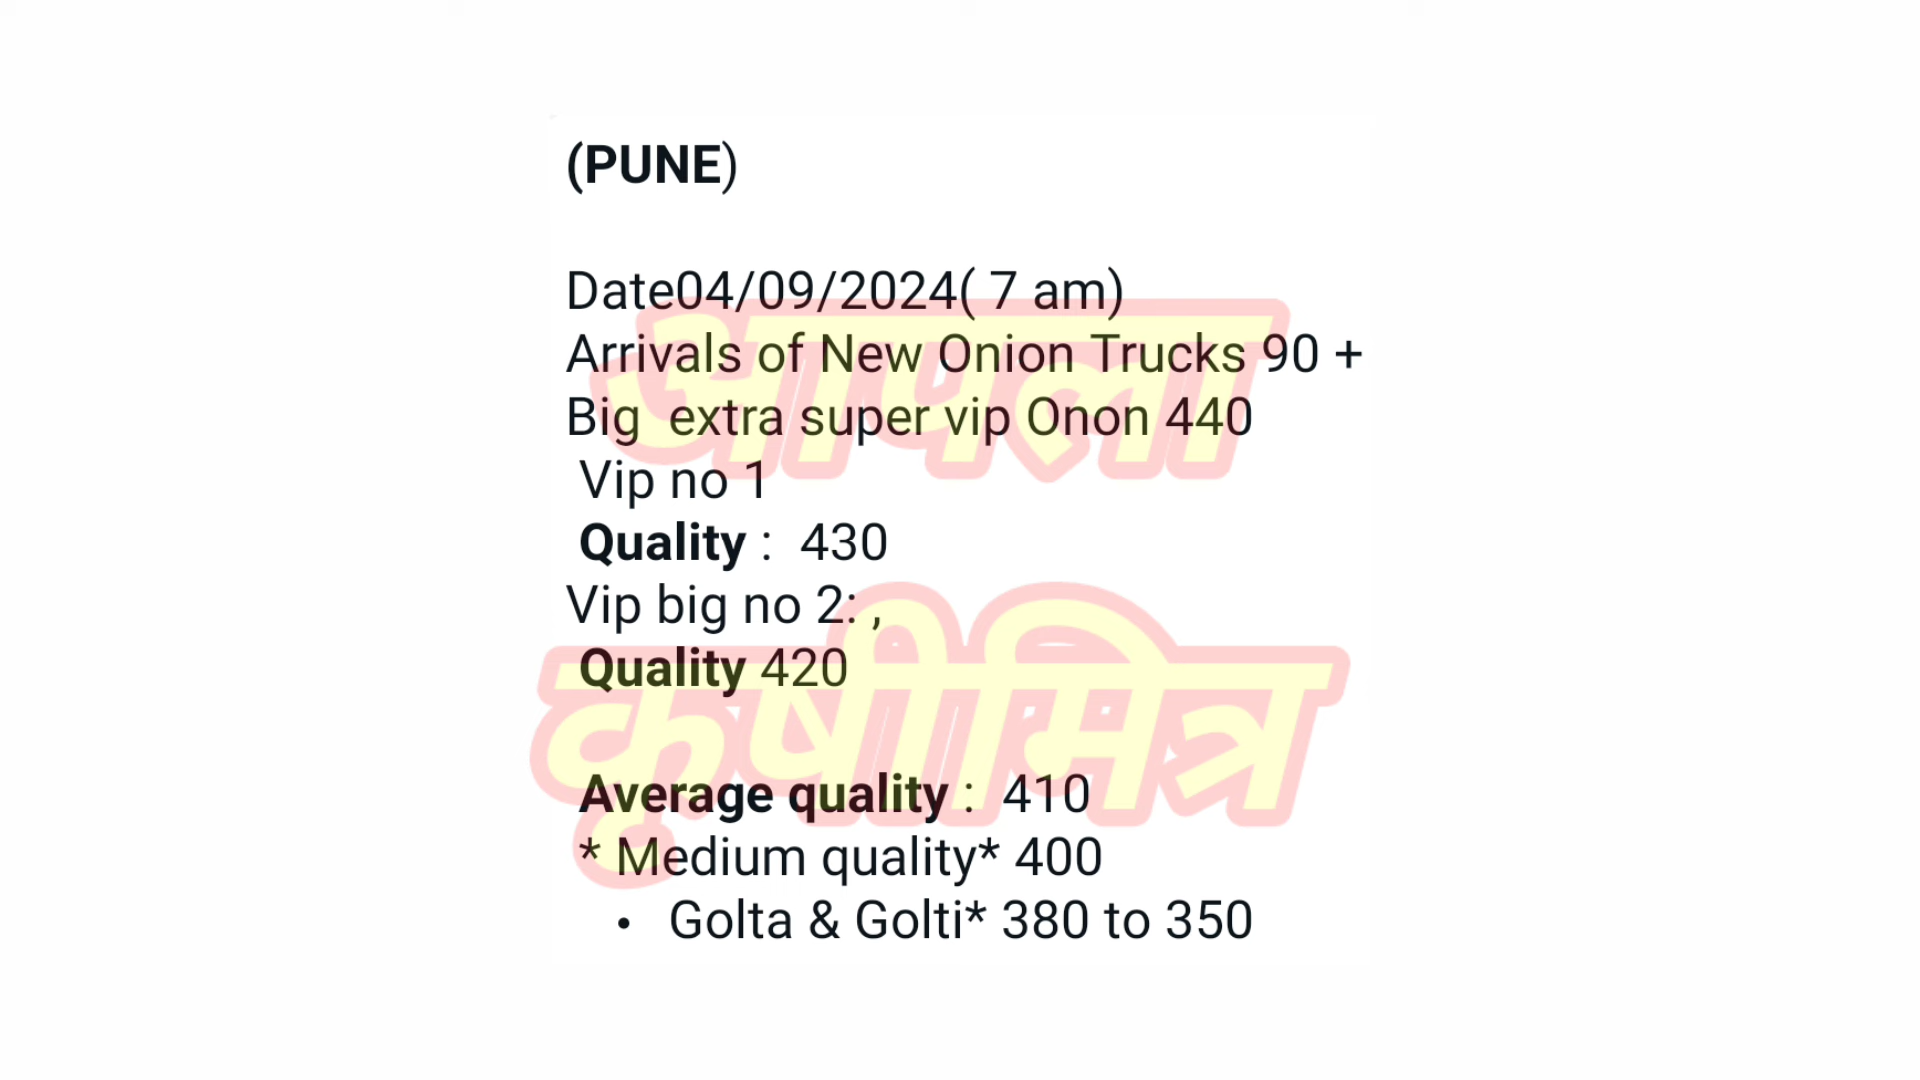 (PUNE)
Date04/09/2024( 7 am)
Arrivals of New Onion Trucks 90 +
Big extra super vip Onon 440
Vip no 1
Quality : 430
Vip big no 2: ,
Quality 420
Average quality : 410
* Medium quality* 400
• Golta & Golti* 380 to 350
आपला
कृषीमित्र